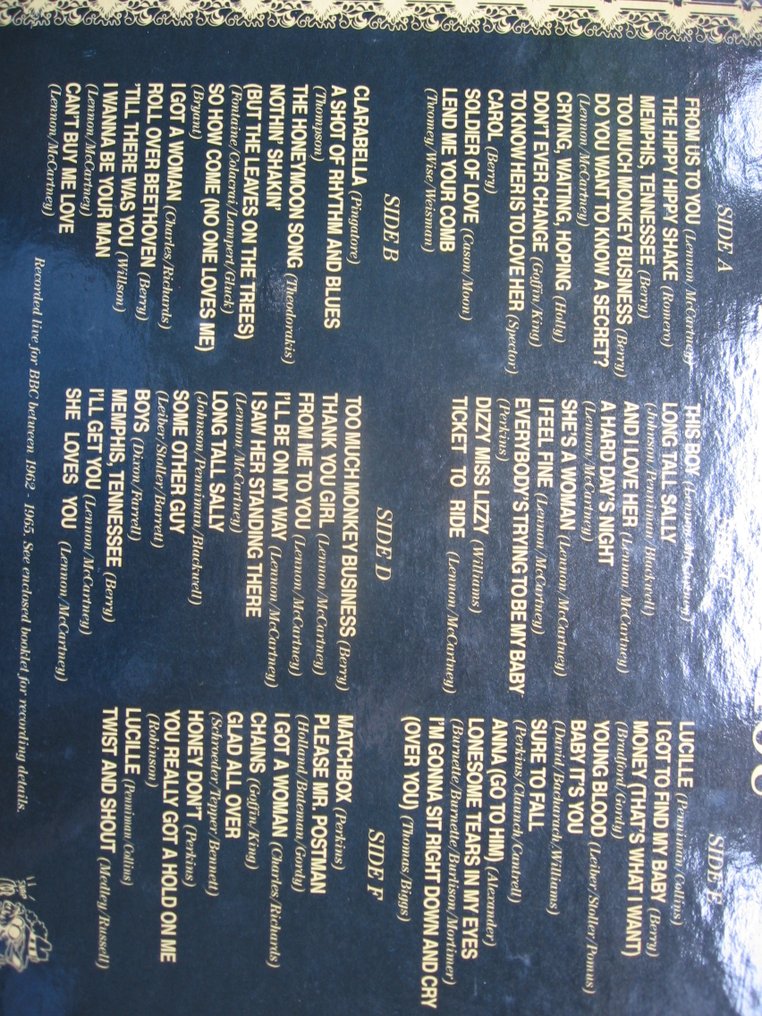 SIDE A
FROM US TO YOU (Lennon/McCartney)
THE HIPPY HIPPY SHAKE (Romero)
MEMPHIS, TENNESSEE (Berry)
TOO MUCH MONKEY BUSINESS (Berry)
DO YOU WANT TO KNOW A SECRET?
(Lennon/McCartney)
CRYING, WAITING, HOPING (Holly)
DON'T EVER CHANGE (Goffin/King)
TO KNOW HER IS TO LOVE HER (Spector)
CAROL (Berry)
SOLDIER OF LOVE (Cason/Moon)
LEND ME YOUR COMB
(Twomey/Wise/Weisman)
SIDE B
CLARABELLA (Pingatore)
A SHOT OF RHYTHM AND BLUES
(Thompson)
THE HONEYMOON SONG (Theodorakis)
NOTHIN' SHAKIN'
(BUT THE LEAVES ON THE TREES)
(Fontaine/Colacrai/Lampert/Gluck)
SO HOW COME (NO ONE LOVES ME)
(Bryant)
I GOT A WOMAN (Charles/Richards)
ROLL OVER BEETHOVEN (Berry)
'TILL THERE WAS YOU (Willson)
I WANNA BE YOUR MAN
(Lennon/McCartney)
CAN'T BUY ME LOVE
(Lennon/McCartney)
THIS BOY (Lennon/McCartney)
LONG TALL SALLY
(Johnson/Penniman/Blackwell)
AND I LOVE HER (Lennon/McCartney)
A HARD DAY'S NIGHT
(Lennon/McCartney)
SHE'S A WOMAN (Lennon/McCartney)
I FEEL FINE (Lennon/McCartney)
EVERYBODY'S TRYING TO BE MY BABY
(Perkins)
DIZZY MISS LIZZY (Williams)
TICKET TO RIDE (Lennon/McCartney)
SIDE D
TOO MUCH MONKEY BUSINESS (Berry)
THANK YOU GIRL (Lennon/McCartney)
FROM ME TO YOU (Lennon/McCartney)
I'LL BE ON MY WAY (Lennon/McCartney)
I SAW HER STANDING THERE
(Lennon/McCartney)
LONG TALL SALLY
(Johnson/Penniman/Blackwell)
SOME OTHER GUY
(Leiber/Stoller/Barrett)
BOYS (Dixon/Farrell)
MEMPHIS, TENNESSEE (Berry)
I'LL GET YOU (Lennon/McCartney)
SHE LOVES YOU (Lennon/McCartney)
SIDE E
LUCILLE (Penniman/Collins)
I GOT TO FIND MY BABY (Berry)
MONEY (THAT'S WHAT I WANT)
(Bradford/Gordy)
YOUNG BLOOD (Leiber/Stoller/Pomus)
BABY IT'S YOU
(David/Bacharach/Williams)
SURE TO FALL
(Perkins/Claunch/Cantrell)
ANNA (GO TO HIM) (Alexander)
LONESOME TEARS IN MY EYES
(Burnette/Burnette/Burlison/Mortimer)
I'M GONNA SIT RIGHT DOWN AND CRY
(OVER YOU) (Thomas/Biggs)
SIDE F
MATCHBOX (Perkins)
PLEASE MR. POSTMAN
(Holland/Bateman/Gordy)
I GOT A WOMAN (Charles/Richards)
CHAINS (Goffin/King)
GLAD ALL OVER
(Schroeder/Tepper/Bennett)
HONEY DON'T (Perkins)
YOU REALLY GOT A HOLD ON ME
(Robinson)
LUCILLE (Penniman/Collins)
TWIST AND SHOUT (Medley/Russell)
Recorded live for BBC between 1962 - 1965. See enclosed booklet for recording details.